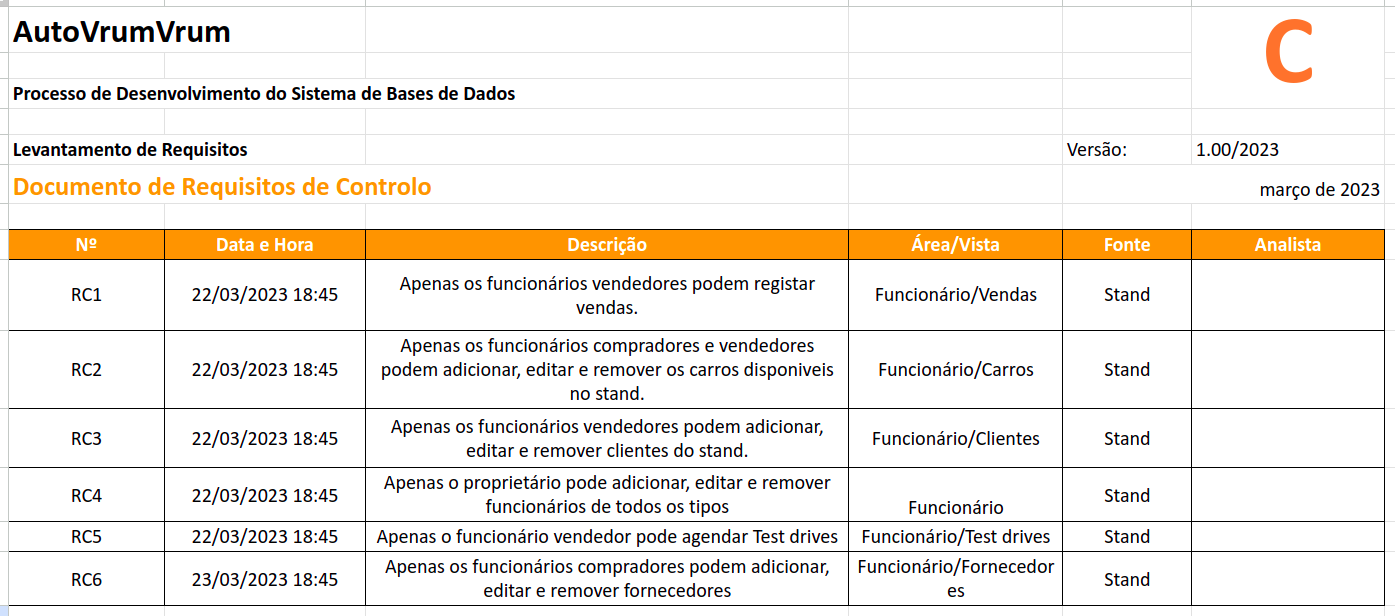 AutoVrumVrum
C
Processo de Desenvolvimento do Sistema de Bases de Dados
Levantamento de Requisitos Versão: 1.00/2023
Documento de Requisitos de Controlo março de 2023
Nº Data e Hora Descrição Área/Vista Fonte Analista
RC1 22/03/2023 18:45 Apenas os funcionários vendedores podem registar
vendas. Funcionário/Vendas Stand
RC2 22/03/2023 18:45 Apenas os funcionários compradores e vendedores
podem adicionar, editar e remover os carros disponiveis
no stand. Funcionário/Carros Stand
RC3 22/03/2023 18:45 Apenas os funcionários vendedores podem adicionar,
editar e remover clientes do stand. Funcionário/Clientes Stand
RC4 22/03/2023 18:45 Apenas o proprietário pode adicionar, editar e remover
funcionários de todos os tipos Funcionário Stand
RC5 22/03/2023 18:45 Apenas o funcionário vendedor pode agendar Test drives Funcionário/Test drives Stand
RC6 23/03/2023 18:45 Apenas os funcionários compradores podem adicionar,
editar e remover fornecedores Funcionário/Fornecedor
es Stand